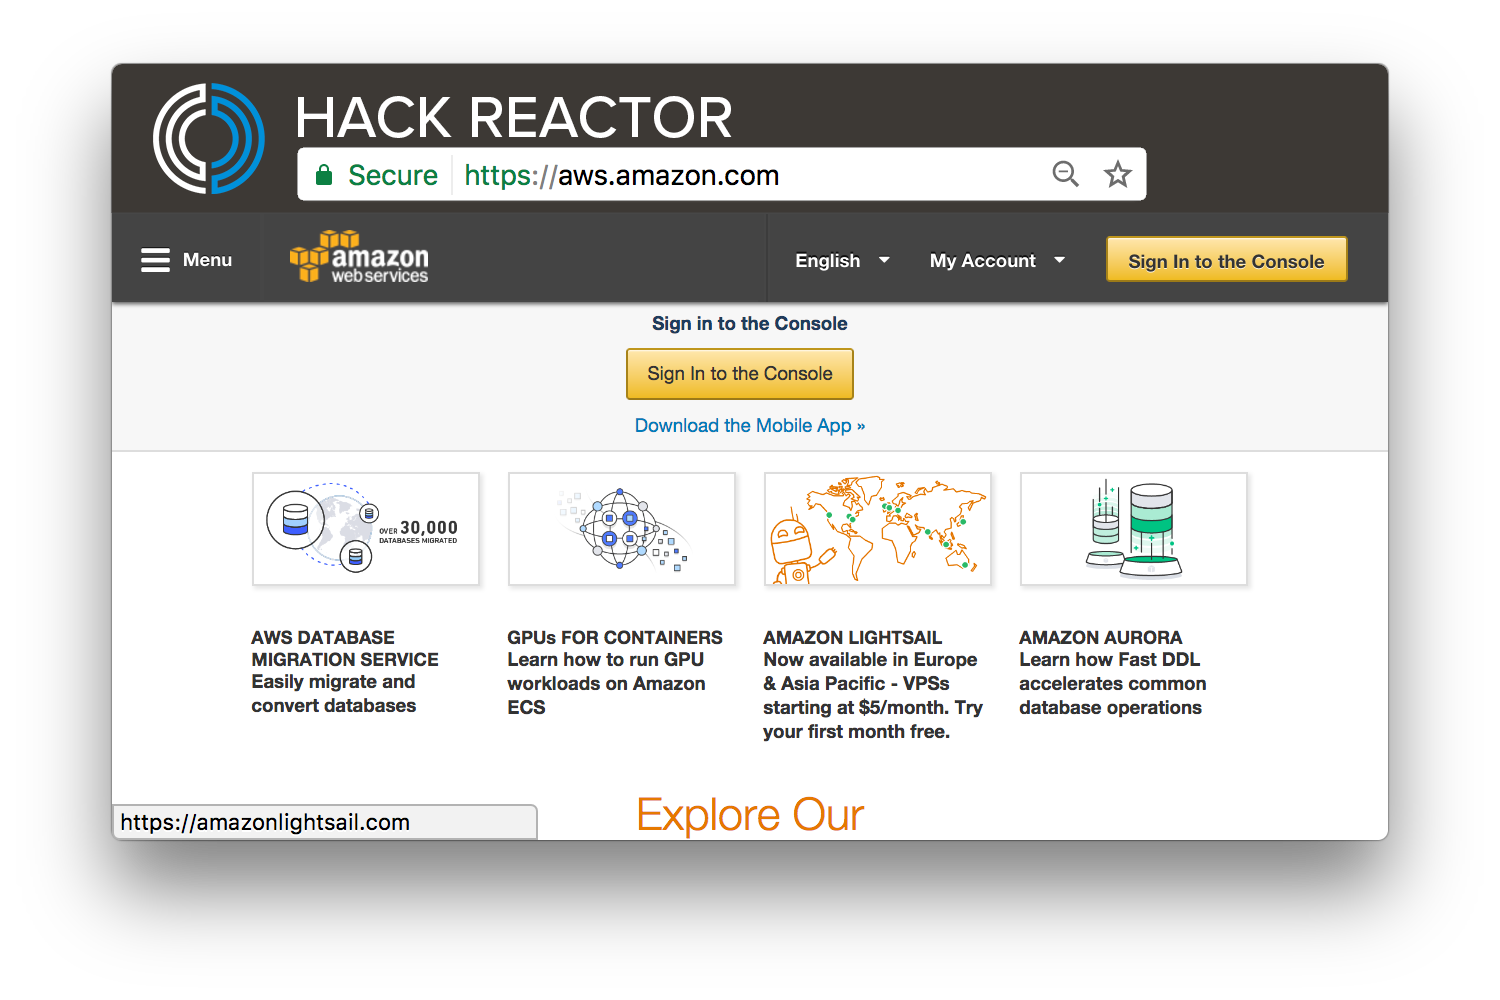 HACK REACTOR
Secure https://aws.amazon.com
Menu
amazon
web services
English
My Account
Sign In to the Console
Sign in to the Console
Sign In to the Console
Download the Mobile App »
OVER 30,000
DATABASES MIGRATED
AWS DATABASE
MIGRATION SERVICE
Easily migrate and
convert databases
GPUs FOR CONTAINERS
Learn how to run GPU
workloads on Amazon
ECS
AMAZON LIGHTSAIL
Now available in Europe
& Asia Pacific - VPSs
starting at $5/month. Try
your first month free.
AMAZON AURORA
Learn how Fast DDL
accelerates common
database operations
Explore Our
https://amazonlightsail.com